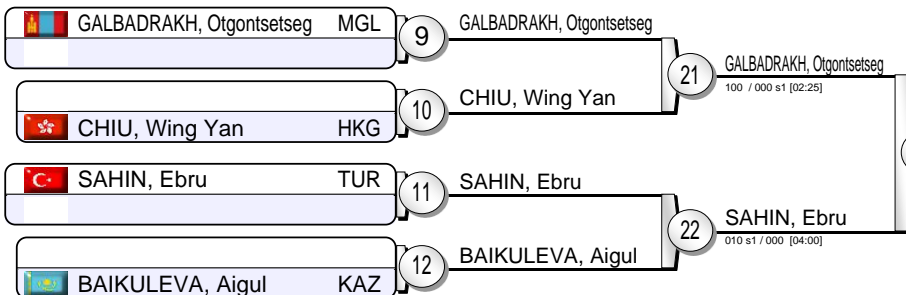 GALBADRAKH, Otgontsetseg MGL
9
GALBADRAKH, Otgontsetseg
21
GALBADRAKH, Otgontsetseg
100 / 000 s1 [02:25]
10
CHIU, Wing Yan
CHIU, Wing Yan HKG
SAHIN, Ebru TUR
11
SAHIN, Ebru
22
SAHIN, Ebru
010 s1 / 000 [04:00]
12
BAIKULEVA, Aigul
BAIKULEVA, Aigul KAZ